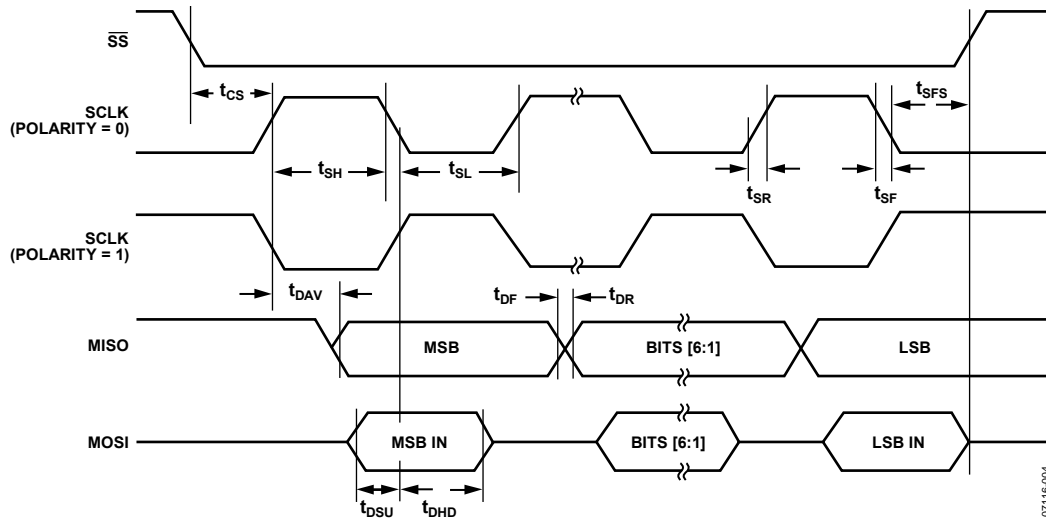 SS
tCS
tSFS
SCLK
(POLARITY = 0)
tSH
tSL
tSR
tSF
SCLK
(POLARITY = 1)
tDAV
tDF
tDR
MISO
MSB
BITS [6:1]
LSB
MOSI
MSB IN
BITS [6:1]
LSB IN
tDSU
tDHD
07116-004